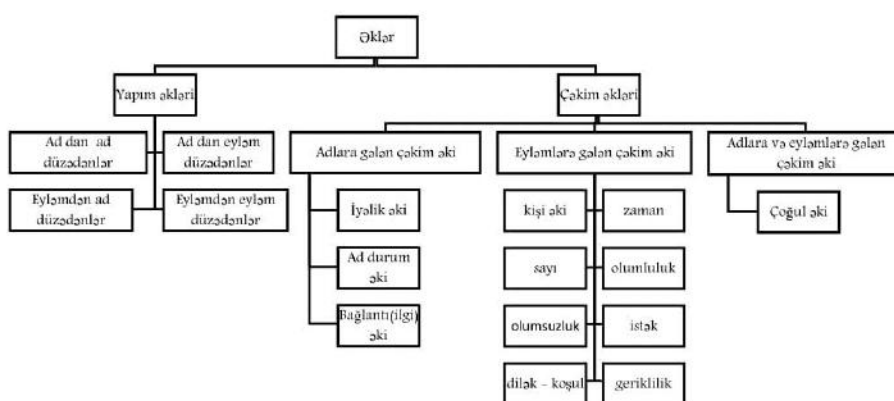 Əklər
Yapım əkləri
Çəkim əkləri
Ad dan ad
düzədənlər
Ad dan eyləm
düzədənlər
Eyləmdən ad
düzədənlər
Eyləmdən eyləm
düzədənlər
Adlara gələn çəkim əki
İyəlik əki
Ad durum
əki
Bağlantı(ilgi)
əki
Eyləmlərə gələn çəkim əki
kişi əki
zaman
sayı
olumluluk
olumsuzluk
istək
dilək – koşul
geriklilik
Adlara və eyləmlərə gələn
çəkim əki
Çoğul əki